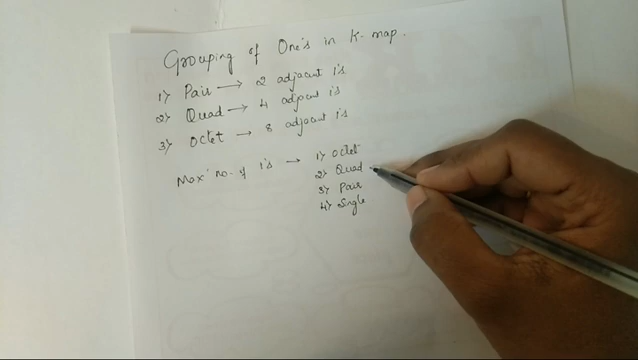 Grouping of One's in K-map.
1) Pair → 2 adjacent 1's
2) Quad → 4 adjacent 1's
3) Octet → 8 adjacent 1's
Max' no. of 1's → 1) Octet
2) Quad
3) Pair
4) Single